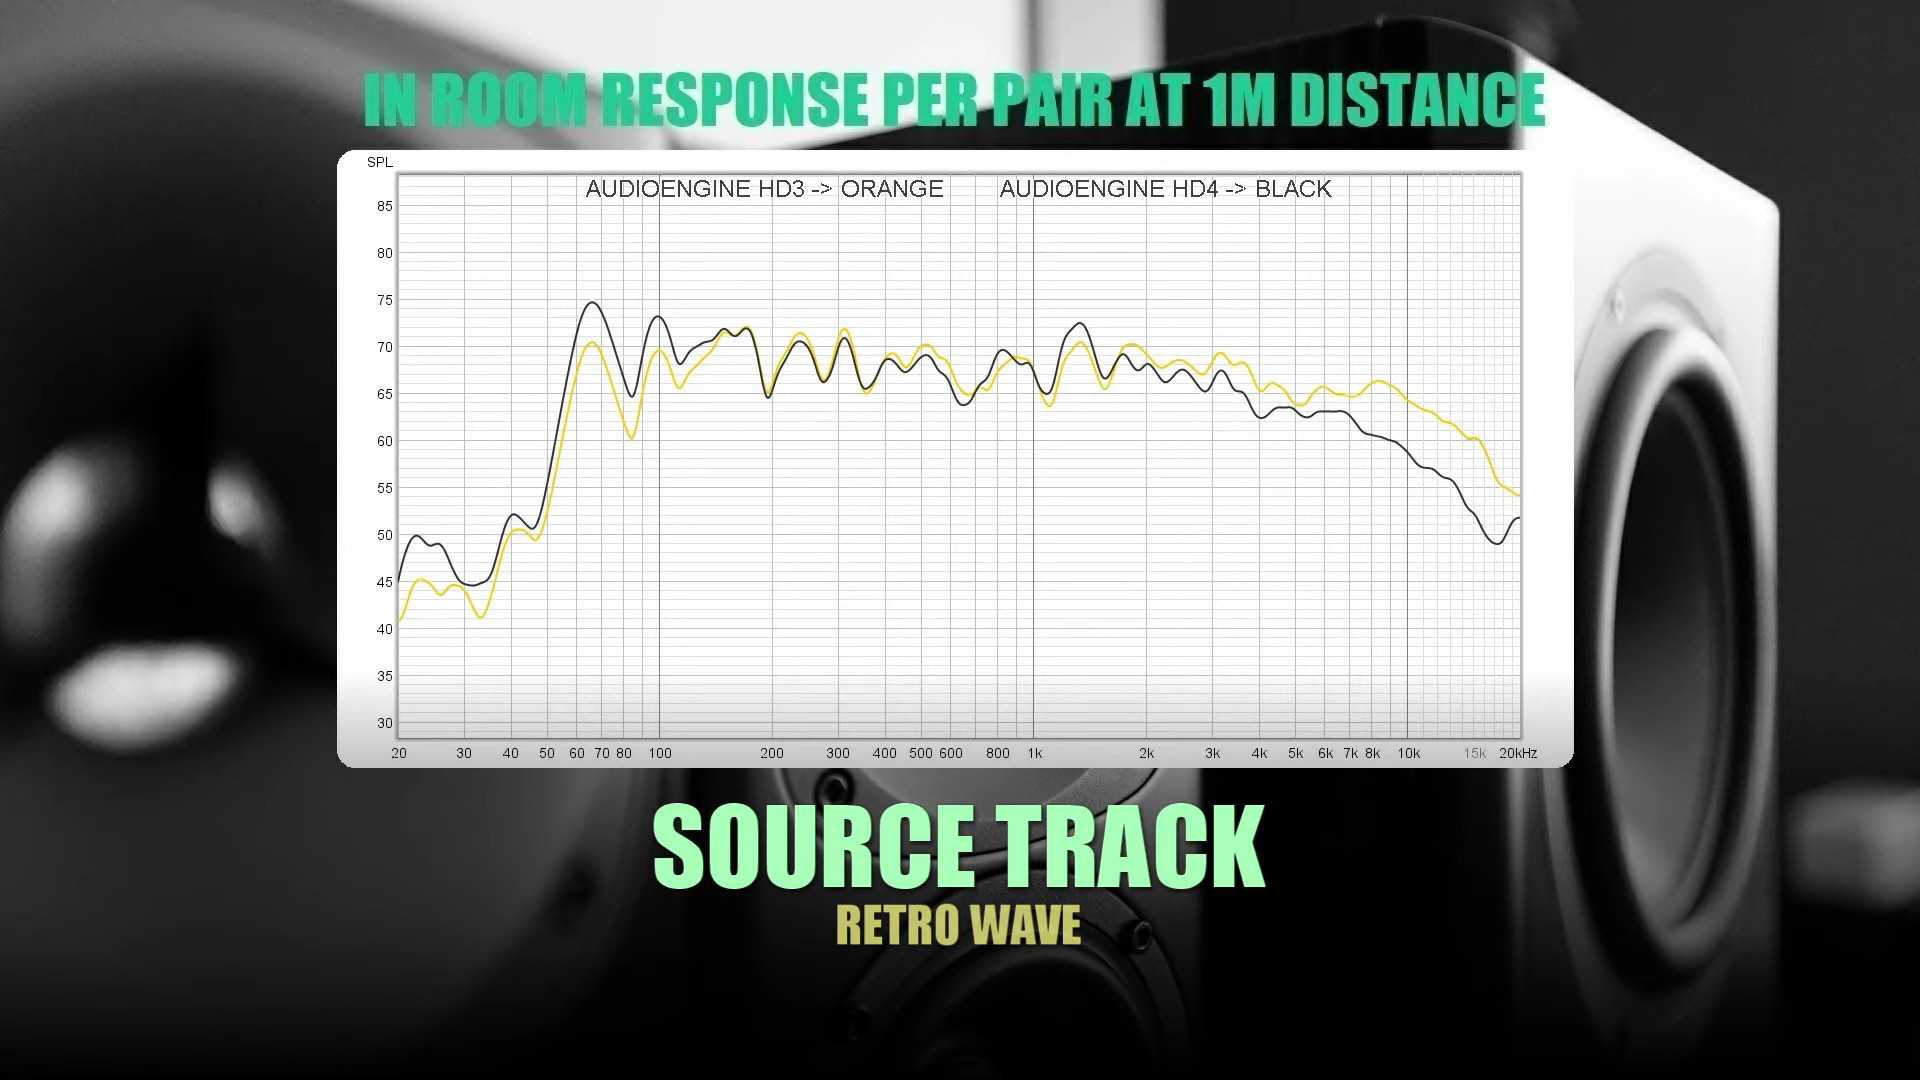 IN ROOM RESPONSE PER PAIR AT 1M DISTANCE
SPL
AUDIOENGINE HD3 -> ORANGE AUDIOENGINE HD4 -> BLACK
85
80
75
70
65
60
55
50
45
40
35
30
20 30 40 50 60 70 80 100 200 300 400 500 600 800 1k 2k 3k 4k 5k 6k 7k 8k 10k 15k 20kHz
SOURCE TRACK
RETRO WAVE